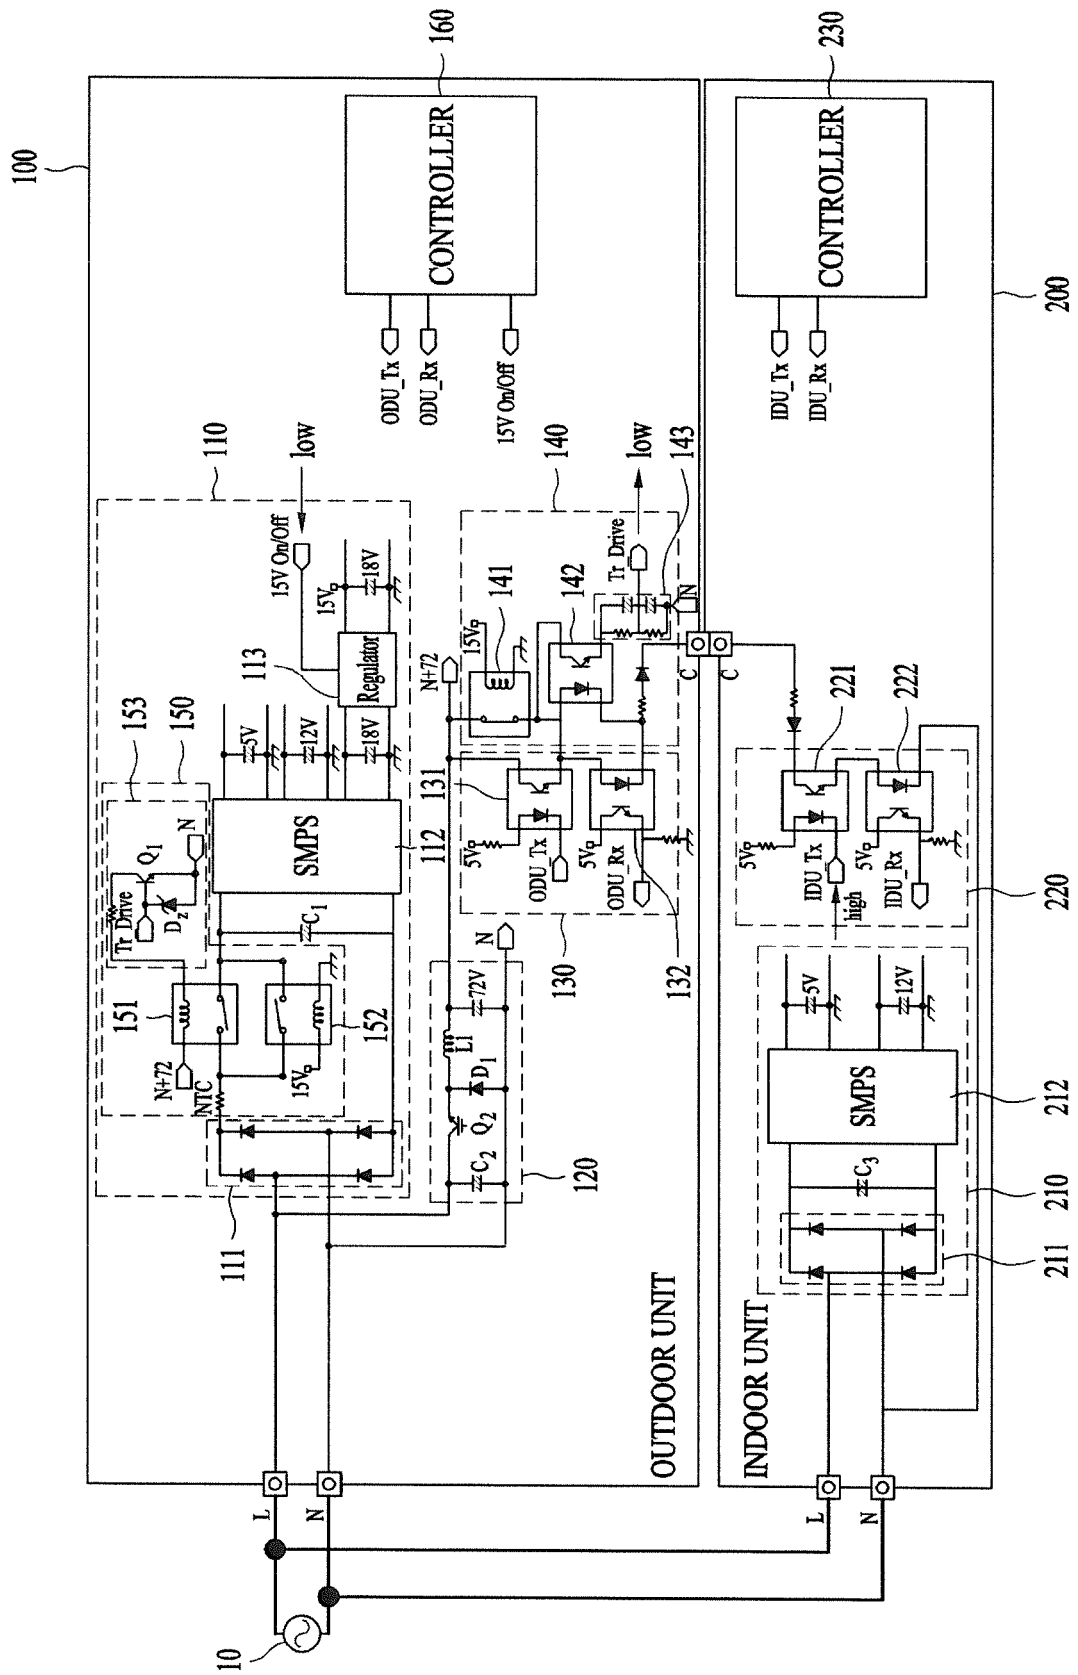 100
160
CONTROLLER
ODU_Tx
ODU_Rx
15V On/Off
230
CONTROLLER
IDU_Tx
IDU_Rx
200
110
low
15V On/Off
15V
18V
113
Regulator
153
150
5V
12V
18V
SMPS
112
N
Q1
Tr_Drive
Dz
C1
151
152
N+72
15V
NTC
111
140
low
143
Tr_Drive
N
142
141
15V
N+72
C
C
131
5V
ODU_Tx
5V
ODU_Rx
132
130
N
72V
L1
D1
Q2
C2
120
221
222
5V
IDU_Tx
high
5V
IDU_Rx
220
5V
12V
SMPS
212
C3
210
211
OUTDOOR UNIT
INDOOR UNIT
L
N
L
N
10